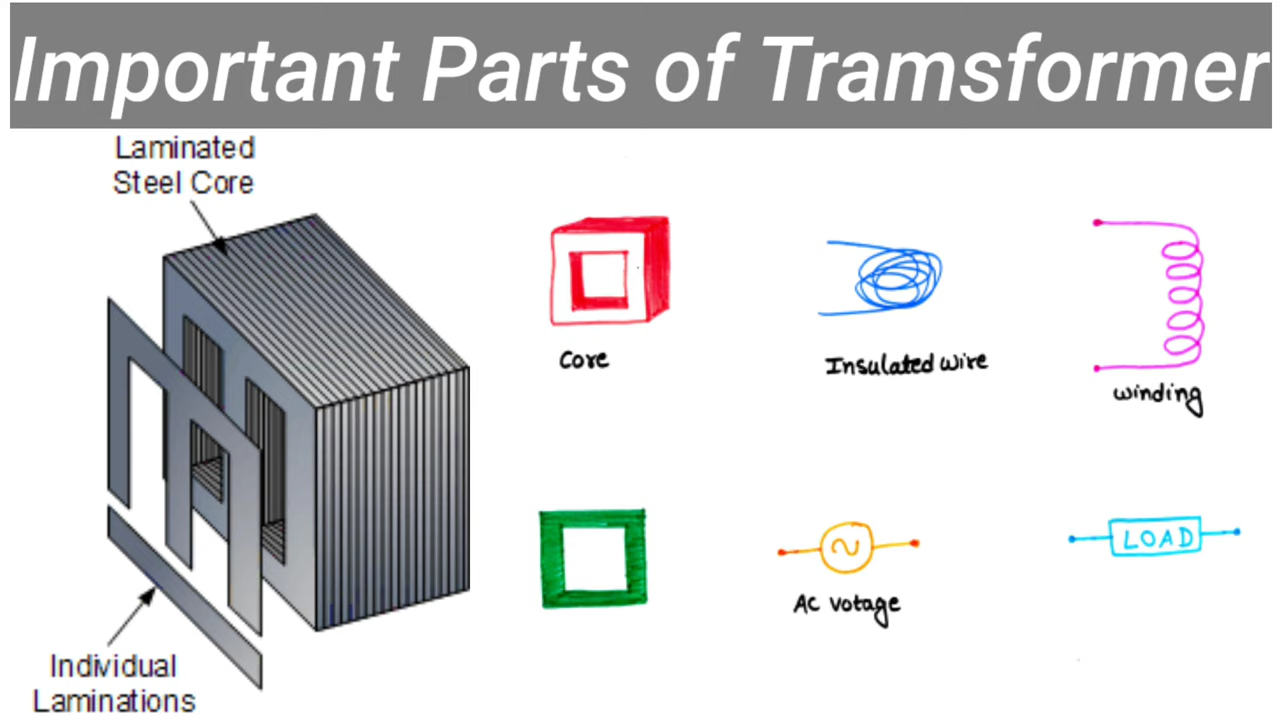 Important Parts of Tramsformer
Laminated
Steel Core
Core
Insulated wire
winding
LOAD
AC votage
Individual
Laminations